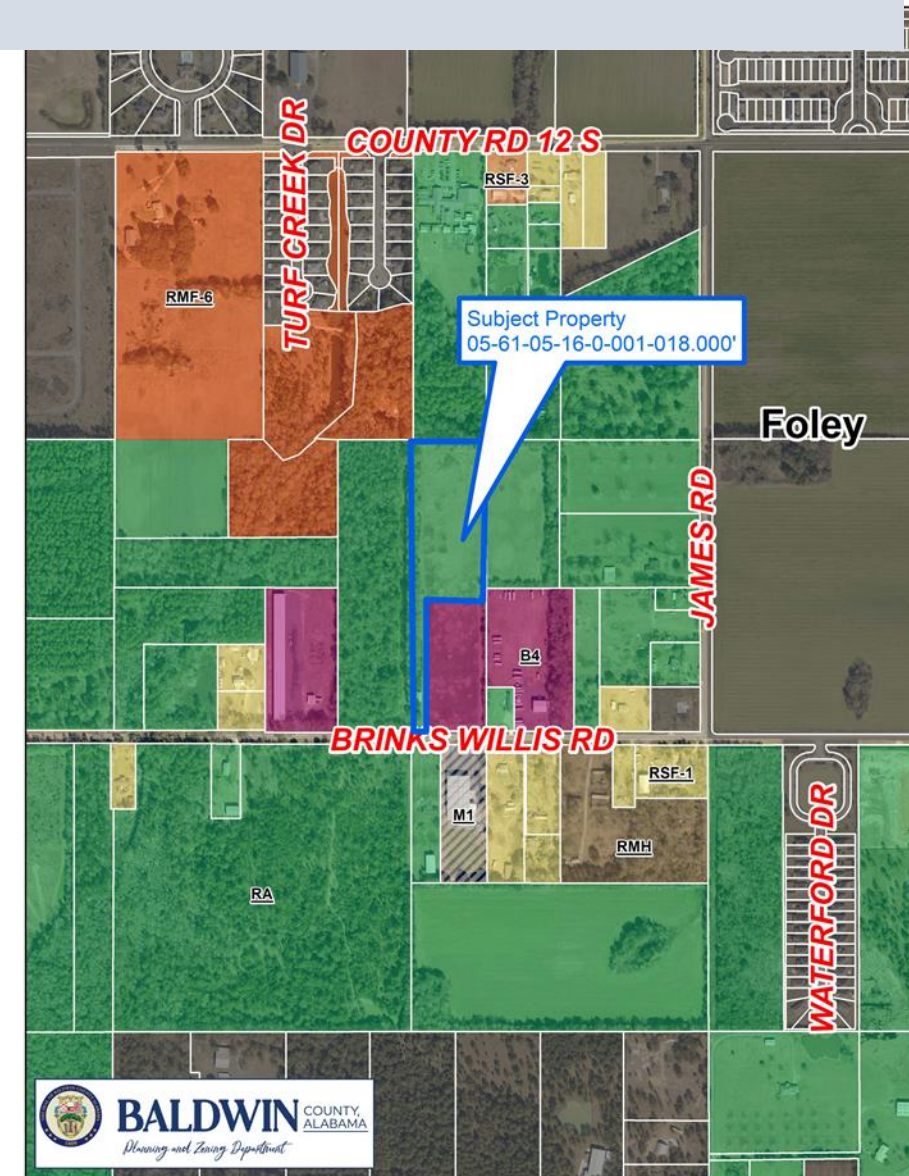 COUNTY RD 12 S
TURF CREEK DR
RSF-3
RMF-6
Subject Property
05-61-05-16-0-001-018.000'
Foley
JAMES RD
B4
BRINKS WILLIS RD
RSF-1
M1
RMH
RA
WATERFORD DR
BALDWIN COUNTY, ALABAMA
Planning and Zoning Department